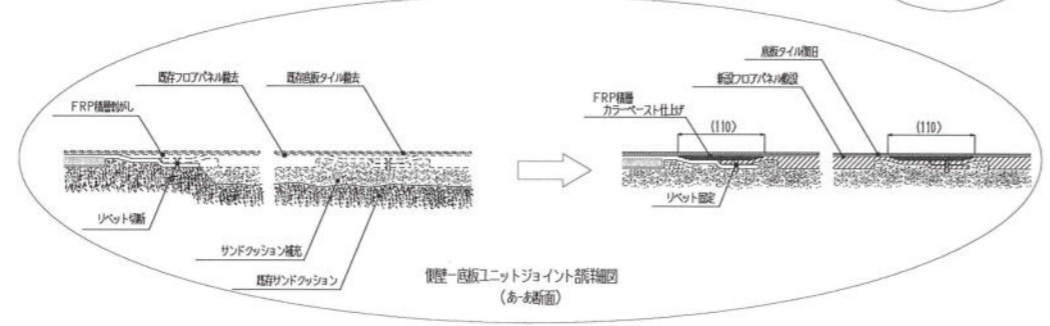 既存フロアパネル撤去
既存底板タイル撤去
FRP積層剥がし
リベット切断
サンドクッション補充
既存サンドクッション
底板タイル復旧
新設フロアパネル敷設
FRP積層
カラーペースト仕上げ
(110)
(110)
リベット固定
側壁-底板ユニットジョイント部詳細図
(あ-あ断面)